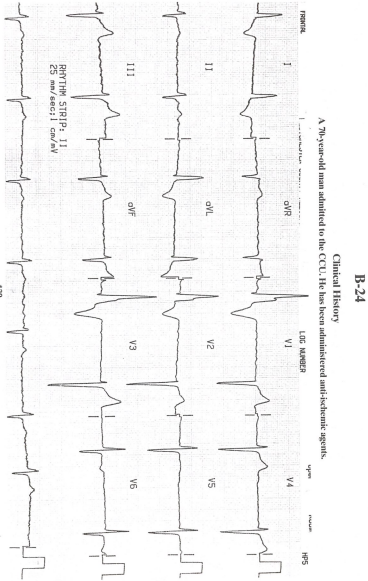 B-24
Clinical History
A 70-year-old man admitted to the CCU. He has been administered anti-ischemic agents.
FRONTAL
LOG NUMBER
HPS
I
aVR
V1
V4
II
aVL
V2
V5
III
aVF
V3
V6
RHYTHM STRIP: II
25 mm/sec;1 cm/mV